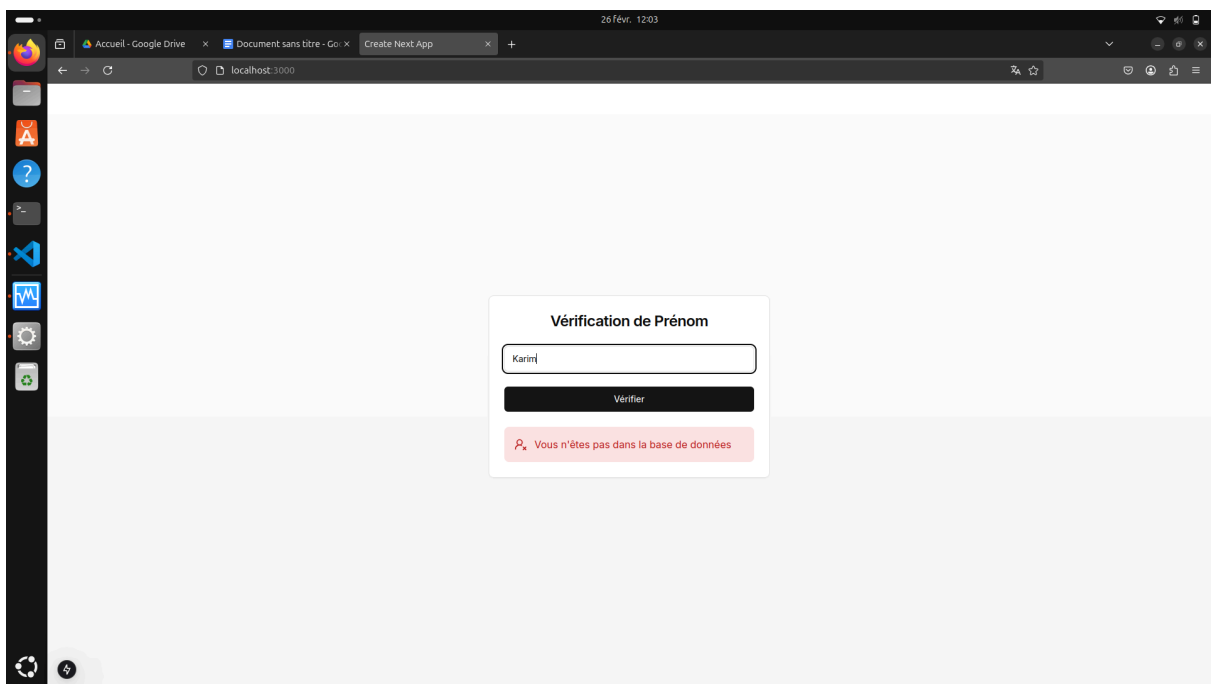 26 févr. 12:03
Accueil - Google Drive
Document sans titre - Goo
Create Next App
localhost:3000
Vérification de Prénom
Karim
Vérifier
Vous n'êtes pas dans la base de données